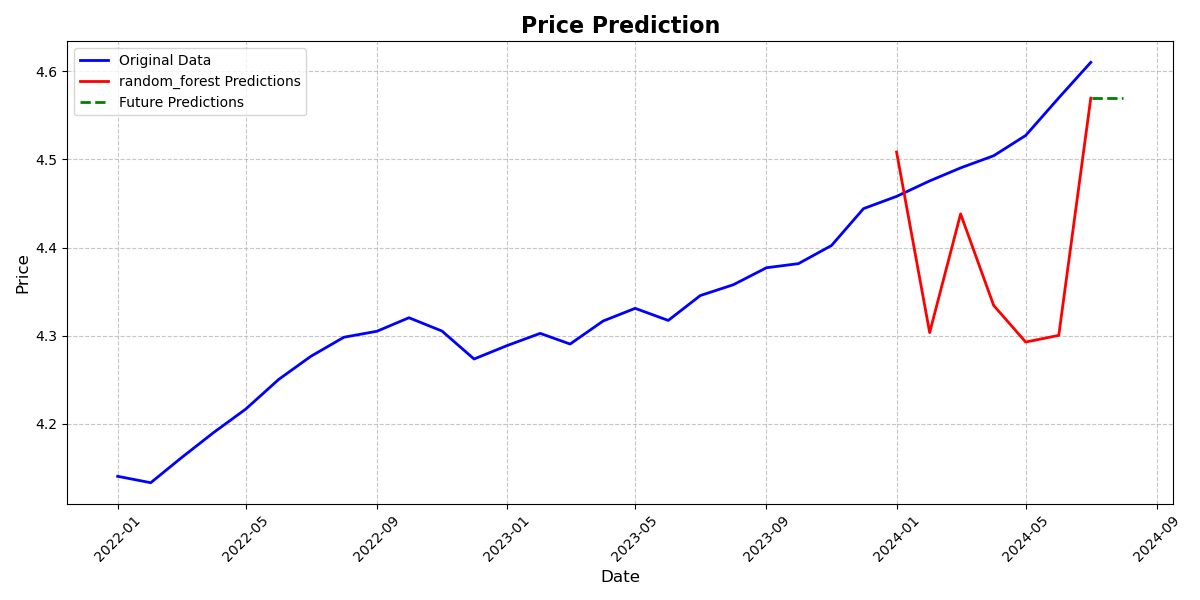 Price Prediction
Original Data
random_forest Predictions
Future Predictions
Price
4.6
4.5
4.4
4.3
4.2
2022-01
2022-05
2022-09
2023-01
2023-05
2023-09
2024-01
2024-05
2024-09
Date